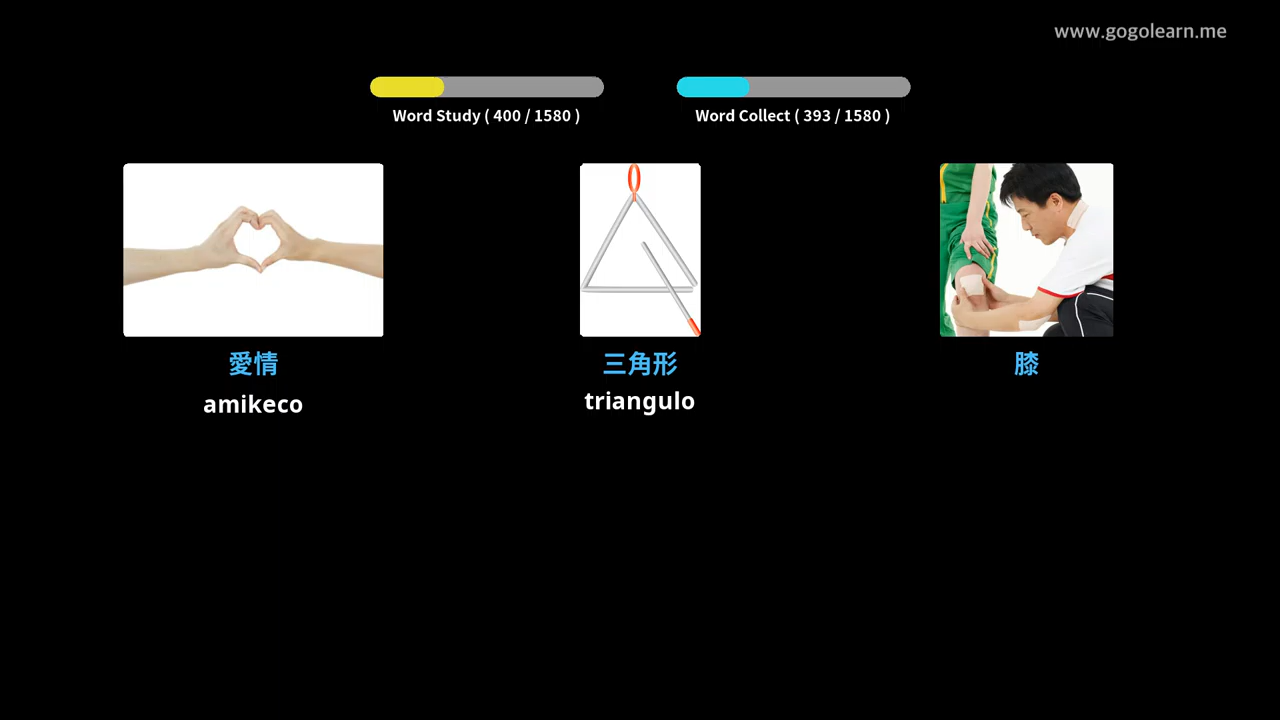 www.gogolearn.me
Word Study ( 400 / 1580 )
Word Collect ( 393 / 1580 )
愛情
三角形
膝
amikeco
triangulo